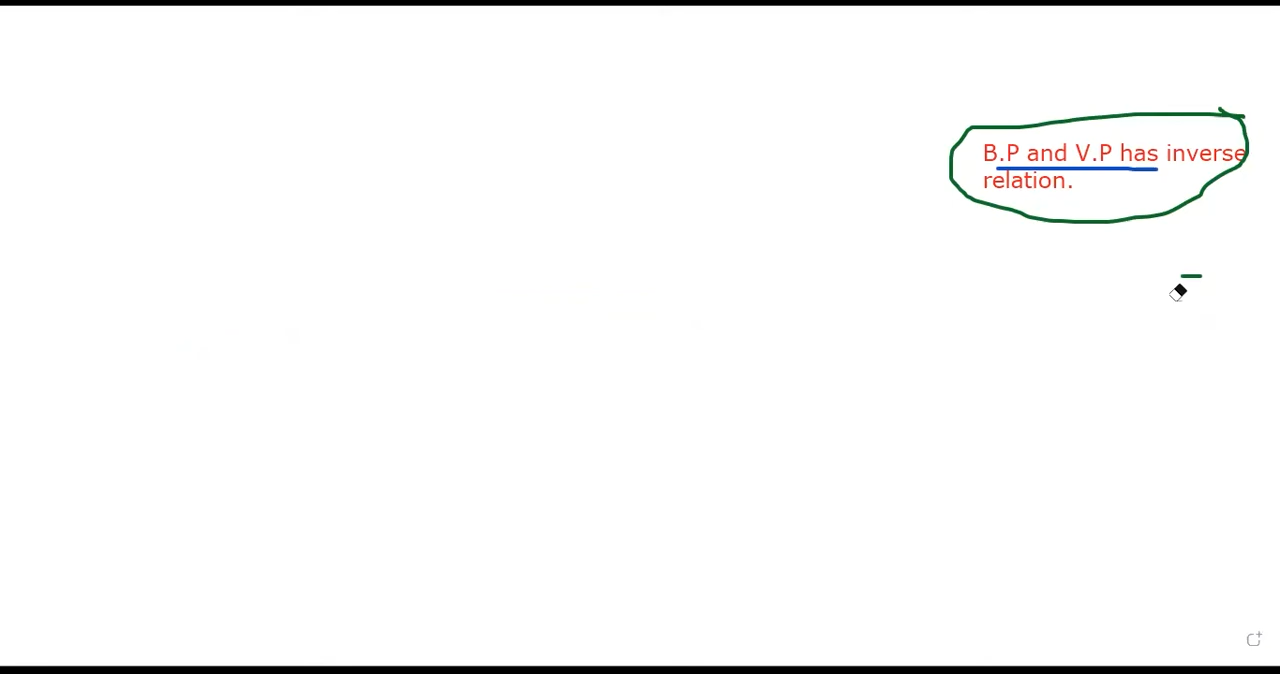 B.P and V.P has inverse
relation.